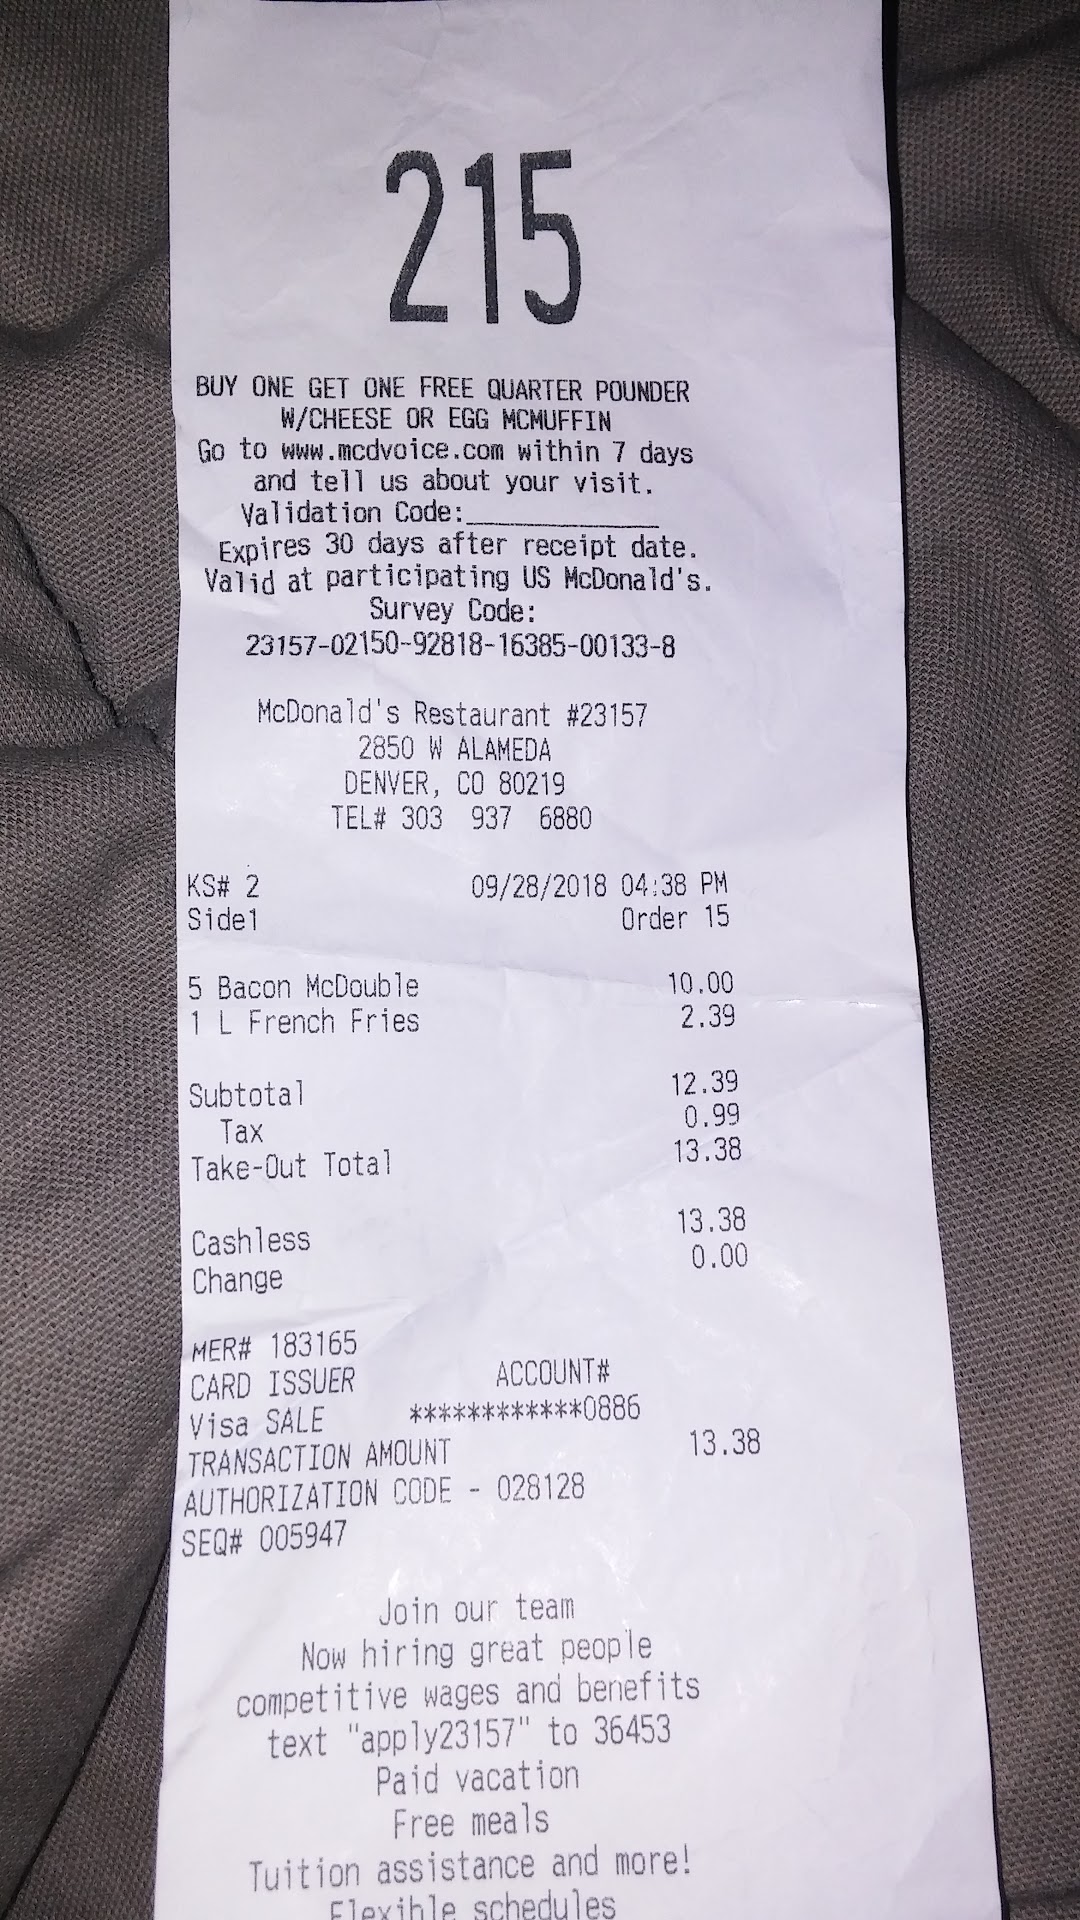 215
BUY ONE GET ONE FREE QUARTER POUNDER
W/CHEESE OR EGG MCMUFFIN
Go to www.mcdvoice.com within 7 days
and tell us about your visit.
Validation Code:_____________
Expires 30 days after receipt date.
Valid at participating US McDonald's.
Survey Code:
23157-02150-92818-16385-00133-8
McDonald's Restaurant #23157
2850 W ALAMEDA
DENVER, CO 80219
TEL# 303 937 6880
KS# 2 09/28/2018 04:38 PM
Side1 Order 15
5 Bacon McDouble 10.00
1 L French Fries 2.39
Subtotal 12.39
Tax 0.99
Take-Out Total 13.38
Cashless 13.38
Change 0.00
MER# 183165
CARD ISSUER ACCOUNT#
Visa SALE ************0886
TRANSACTION AMOUNT 13.38
AUTHORIZATION CODE - 028128
SEQ# 005947
Join our team
Now hiring great people
competitive wages and benefits
text "apply23157" to 36453
Paid vacation
Free meals
Tuition assistance and more!
Flexible schedules